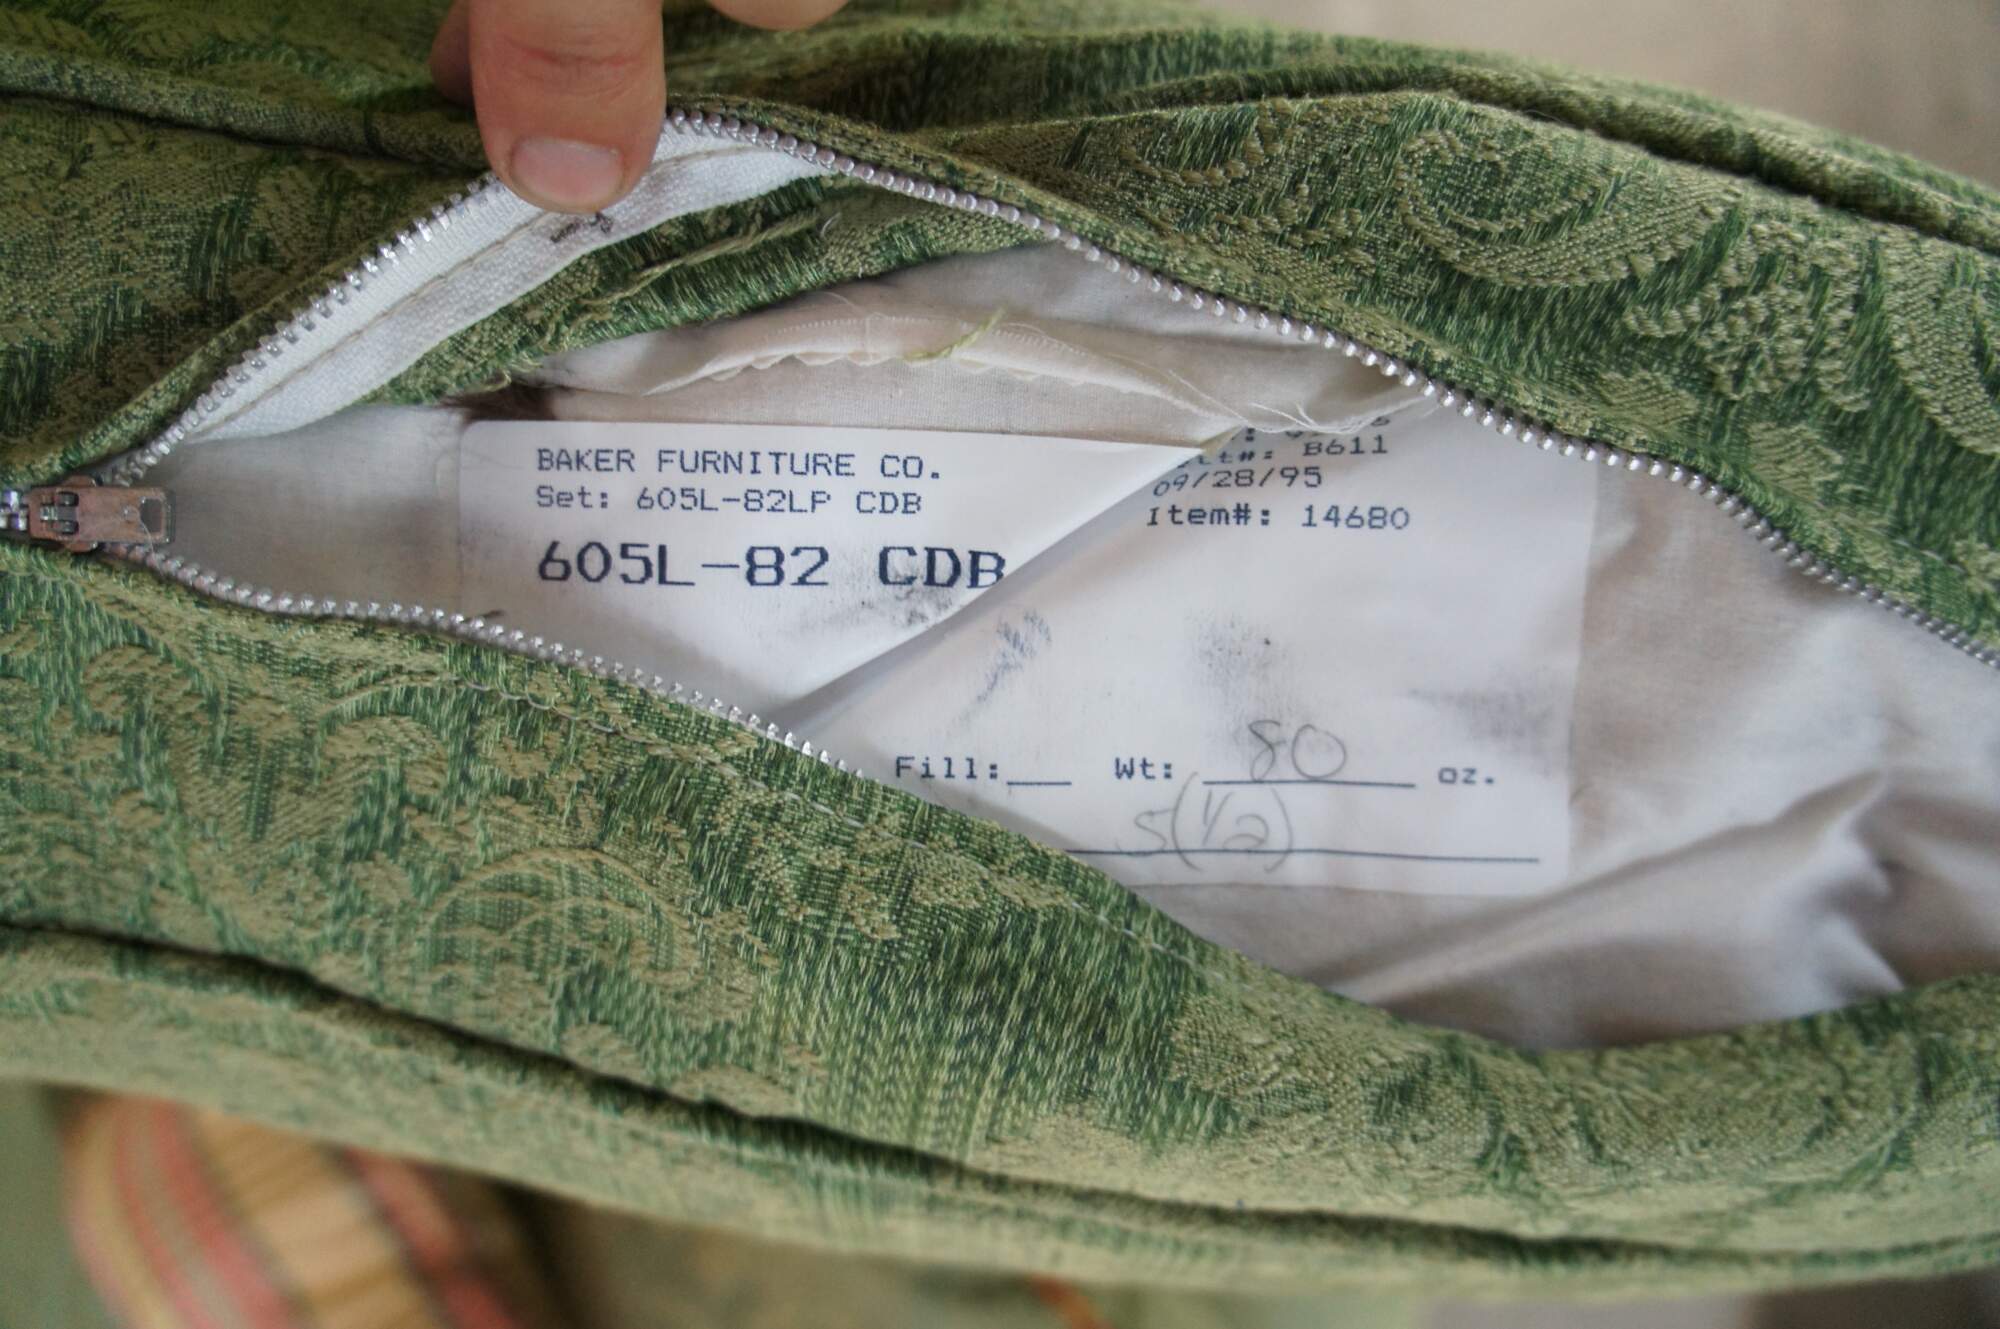 BAKER FURNITURE CO.
Set: 605L-82LP CDB
605L-82 CDB
B611
09/28/95
Item#: 14680
Fill:___ Wt: 80 oz.
5(1/2)